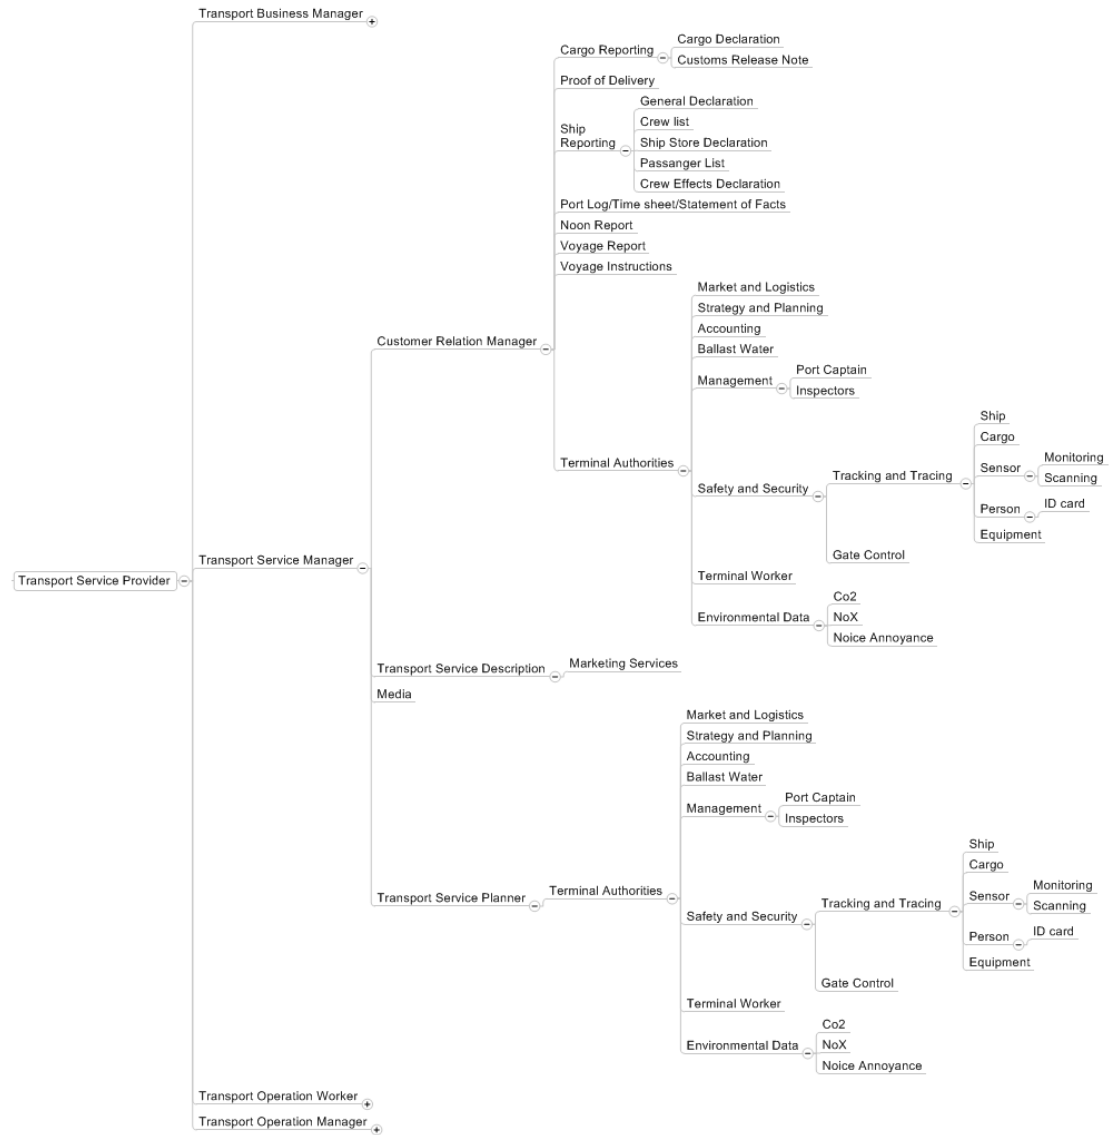 Transport Business Manager
Cargo Reporting
Cargo Declaration
Customs Release Note
Proof of Delivery
Ship
Reporting
General Declaration
Crew list
Ship Store Declaration
Passanger List
Crew Effects Declaration
Port Log/Time sheet/Statement of Facts
Noon Report
Voyage Report
Voyage Instructions
Customer Relation Manager
Terminal Authorities
Market and Logistics
Strategy and Planning
Accounting
Ballast Water
Management
Port Captain
Inspectors
Safety and Security
Tracking and Tracing
Ship
Cargo
Sensor
Monitoring
Scanning
Person
ID card
Equipment
Gate Control
Terminal Worker
Environmental Data
Co2
NoX
Noice Annoyance
Transport Service Manager
Transport Service Provider
Transport Service Description
Marketing Services
Media
Transport Service Planner
Terminal Authorities
Market and Logistics
Strategy and Planning
Accounting
Ballast Water
Management
Port Captain
Inspectors
Safety and Security
Tracking and Tracing
Ship
Cargo
Sensor
Monitoring
Scanning
Person
ID card
Equipment
Gate Control
Terminal Worker
Environmental Data
Co2
NoX
Noice Annoyance
Transport Operation Worker
Transport Operation Manager